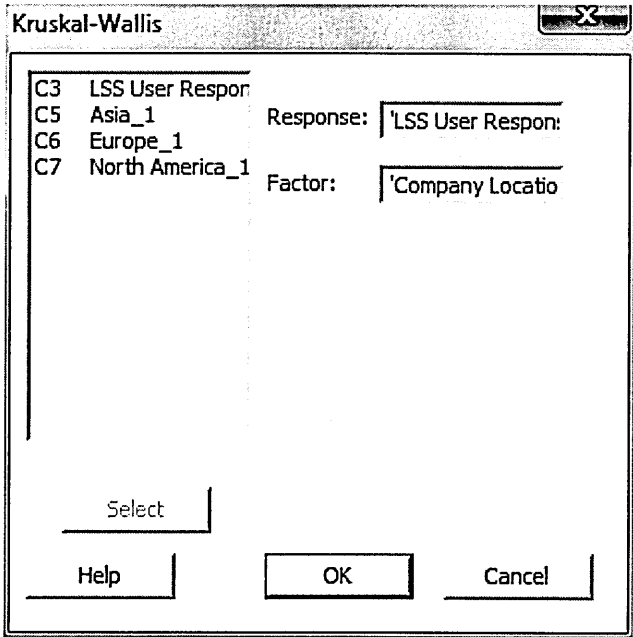 Kruskal-Wallis
C3 LSS User Respon
C5 Asia_1
C6 Europe_1
C7 North America_1
Response: 'LSS User Respons
Factor: 'Company Locatio
Select
Help OK Cancel